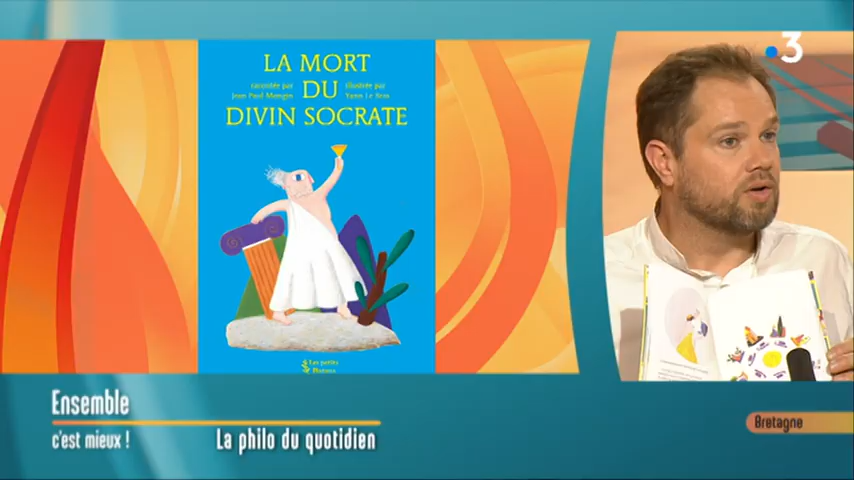 3
LA MORT
racontée par
Jean Paul Mongin
DU
illustrée par
Yann Le Bras
DIVIN SOCRATE
Les petits
Platons
Ensemble
c'est mieux !
La philo du quotidien
Bretagne